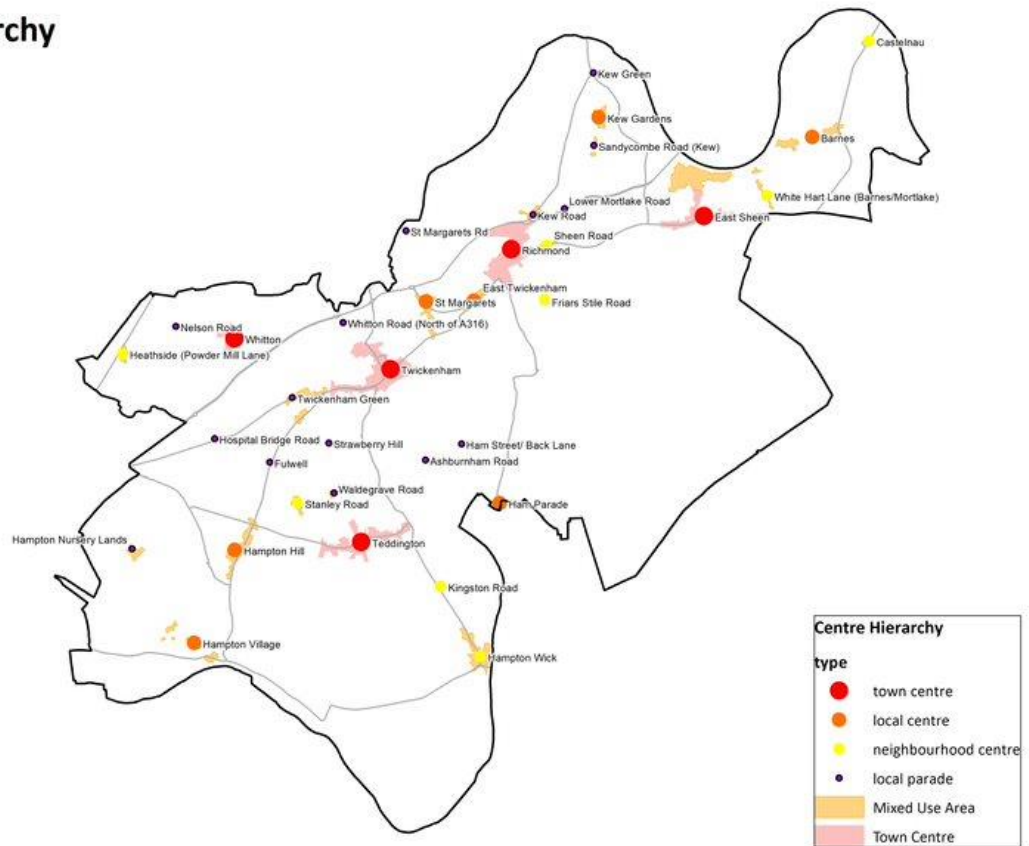 rchy
Castelnau
Kew Green
Kew Gardens
Barnes
Sandycombe Road (Kew)
White Hart Lane (Barnes/Mortlake)
Lower Mortlake Road
Kew Road
East Sheen
St Margarets Rd
Sheen Road
Richmond
East Twickenham
St Margarets
Friars Stile Road
Nelson Road
Whitton Road (North of A316)
Whitton
Heathside (Powder Mill Lane)
Twickenham
Twickenham Green
Hospital Bridge Road
Strawberry Hill
Ham Street/ Back Lane
Fulwell
Ashburnham Road
Waldegrave Road
Stanley Road
Ham Parade
Hampton Nursery Lands
Hampton Hill
Teddington
Kingston Road
Hampton Village
Hampton Wick
Centre Hierarchy
type
town centre
local centre
neighbourhood centre
local parade
Mixed Use Area
Town Centre